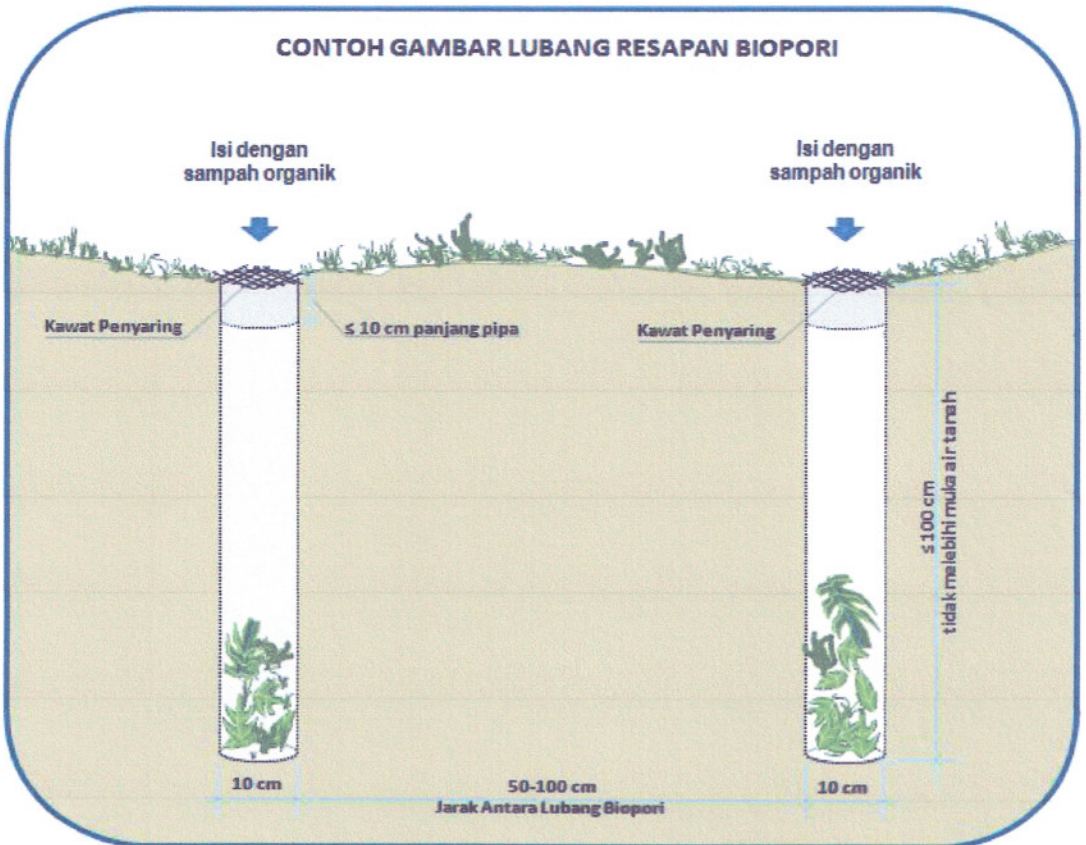 CONTOH GAMBAR LUBANG RESAPAN BIOPORI
Isi dengan
sampah organik
Isi dengan
sampah organik
Kawat Penyaring
≤ 10 cm panjang pipa
Kawat Penyaring
≤ 100 cm
tidak melebihi muka air tanah
10 cm
50-100 cm
10 cm
Jarak Antara Lubang Biopori